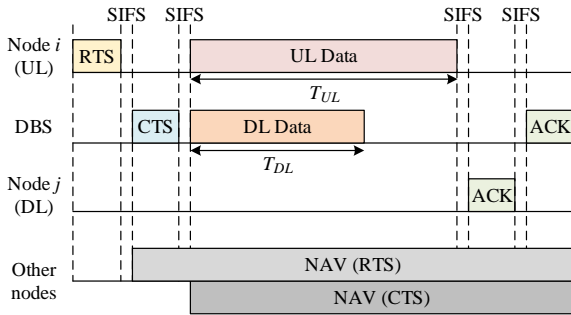 SIFS SIFS SIFS SIFS
Node i
(UL)
RTS
UL Data
T_UL
DBS
CTS
DL Data
ACK
T_DL
Node j
(DL)
ACK
Other
nodes
NAV (RTS)
NAV (CTS)